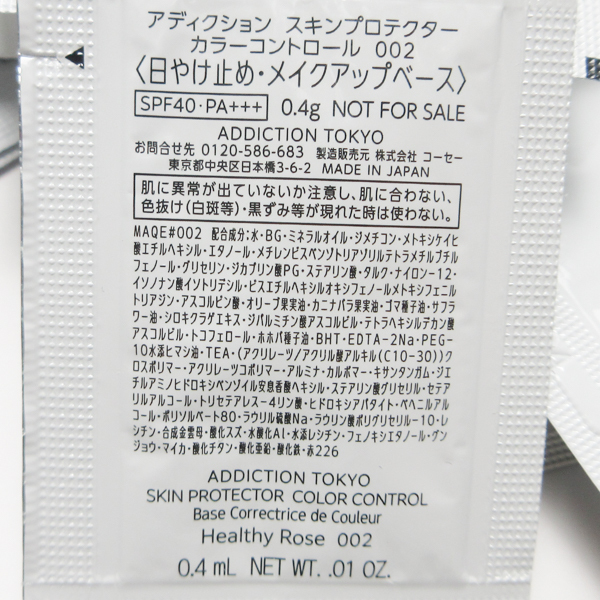 アディクション スキンプロテクター
カラーコントロール 002
〈日やけ止め・メイクアップベース〉
SPF40・PA+++ 0.4g NOT FOR SALE
ADDICTION TOKYO
お問合せ先 0120-586-683 製造販売元 株式会社 コーセー
東京都中央区日本橋3-6-2 MADE IN JAPAN
肌に異常が出ていないか注意し、肌に合わない、
色抜け(白斑等)・黒ずみ等が現れた時は使わない。
MAQE#002 配合成分:水・BG・ミネラルオイル・ジメチコン・メトキシケイヒ
酸エチルヘキシル・エタノール・メチレンビスベンゾトリアゾリルテトラメチルブチル
フェノール・グリセリン・ジカプリン酸PG・ステアリン酸・タルク・ナイロン-12・
イソノナン酸イソトリデシル・ビスエチルヘキシルオキシフェノールメトキシフェニル
トリアジン・アスコルビン酸・オリーブ果実油・カニナバラ果実油・ゴマ種子油・サフラ
ワー油・シロキクラゲエキス・ジパルミチン酸アスコルビル・テトラヘキシルデカン酸
アスコルビル・トコフェロール・ホホバ種子油・BHT・EDTA-2Na・PEG-
10水添ヒマシ油・TEA・(アクリレーツ/アクリル酸アルキル(C10-30))ク
ロスポリマー・アクリレーツコポリマー・アルミナ・カルボマー・キサンタンガム・ジエ
チルアミノヒドロキシベンゾイル安息香酸ヘキシル・ステアリン酸グリセリル・セテア
リルアルコール・トリセテアレス-4リン酸・ヒドロキシアパタイト・ベヘニルアル
コール・ポリソルベート80・ラウリル硫酸Na・ラウリン酸ポリグリセリル-10・レ
シチン・合成金雲母・酸化スズ・水酸化Al・水添レシチン・フェノキシエタノール・グン
ジョウ・マイカ・酸化チタン・酸化亜鉛・酸化鉄・赤226
ADDICTION TOKYO
SKIN PROTECTOR COLOR CONTROL
Base Correctrice de Couleur
Healthy Rose 002
0.4 mL NET WT. .01 OZ.